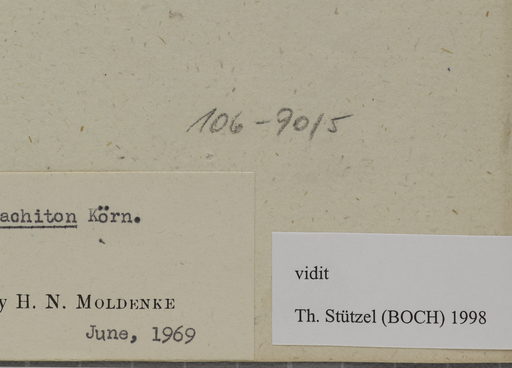 106-9015
achiton Körn.
y H. N. MOLDENKE
June, 1969
vidit
Th. Stützel (BOCH) 1998